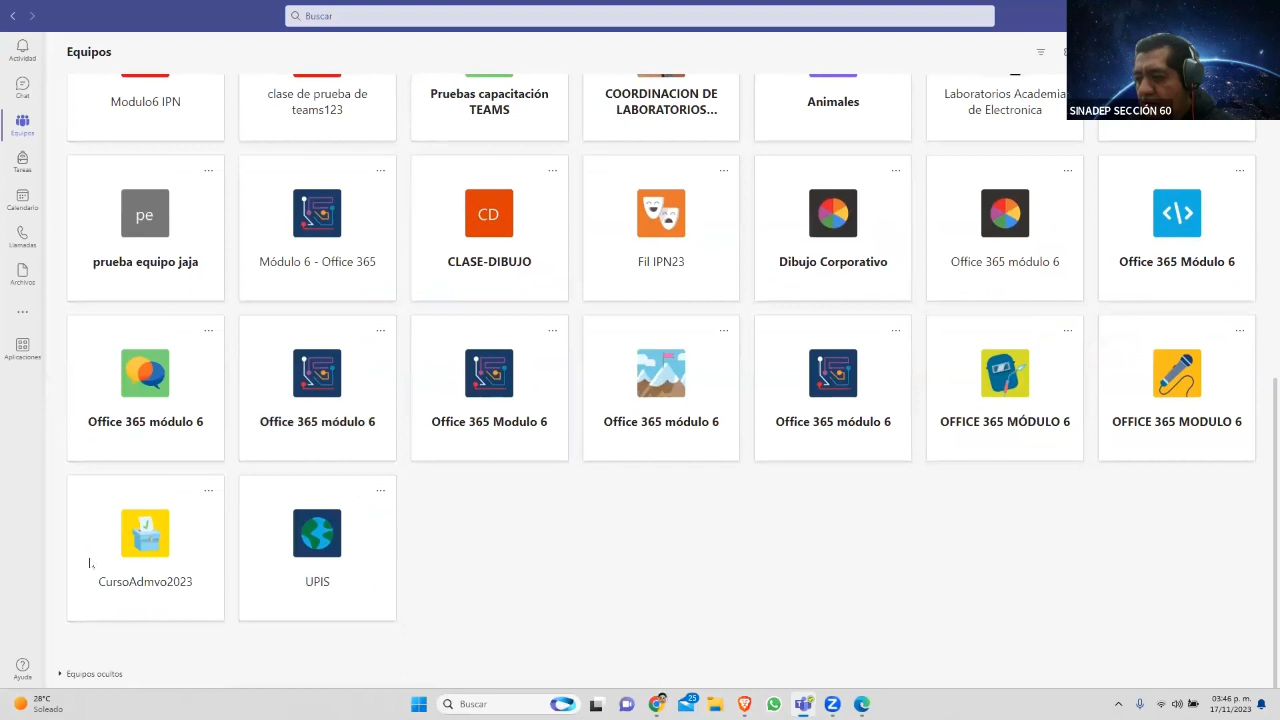 Buscar
Equipos
SINADEP SECCIÓN 60
Actividad
Chat
Equipos
Tareas
Calendario
Llamadas
Archivos
Aplicaciones
Ayuda
Modulo6 IPN
clase de prueba de
teams123
Pruebas capacitación
TEAMS
COORDINACION DE
LABORATORIOS...
Animales
Laboratorios Academia
de Electronica
pe
prueba equipo jaja
Módulo 6 - Office 365
CD
CLASE-DIBUJO
Fil IPN23
Dibujo Corporativo
Office 365 módulo 6
Office 365 Módulo 6
Office 365 módulo 6
Office 365 módulo 6
Office 365 Modulo 6
Office 365 módulo 6
Office 365 módulo 6
OFFICE 365 MÓDULO 6
OFFICE 365 MODULO 6
CursoAdmvo2023
UPIS
Equipos ocultos
28°C
Soleado
Buscar
25
03:46 p. m.
17/11/2023